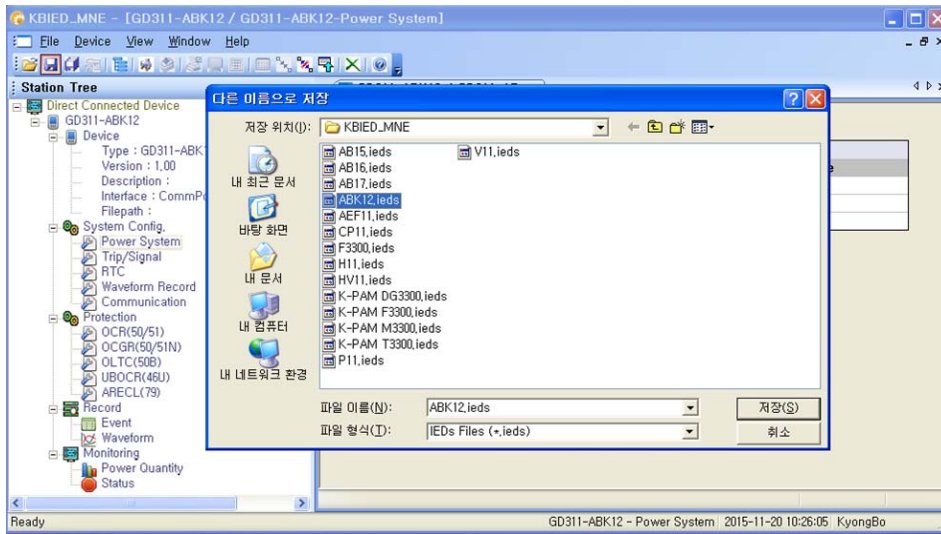 KBIED_MNE - [GD311-ABK12 / GD311-ABK12-Power System]
File Device View Window Help
Station Tree
Direct Connected Device
GD311-ABK12
Device
Type : GD311-ABK
Version : 1.00
Description :
Interface : CommPo
Filepath :
System Config.
Power System
Trip/Signal
RTC
Waveform Record
Communication
Protection
OCR(50/51)
OCGR(50/51N)
OLTC(50B)
UBOCR(46U)
ARECL(79)
Record
Event
Waveform
Monitoring
Power Quantity
Status
다른 이름으로 저장
저장 위치(I):
KBIED_MNE
내 최근 문서
바탕 화면
내 문서
내 컴퓨터
내 네트워크 환경
AB15.ieds
AB16.ieds
AB17.ieds
ABK12.ieds
AEF11.ieds
CP11.ieds
F3300.ieds
H11.ieds
HV11.ieds
K-PAM DG3300.ieds
K-PAM F3300.ieds
K-PAM M3300.ieds
K-PAM T3300.ieds
P11.ieds
V11.ieds
파일 이름(N):
ABK12.ieds
저장(S)
파일 형식(T):
IEDs Files (*.ieds)
취소
Ready
GD311-ABK12 - Power System
2015-11-20 10:26:05
KyongBo